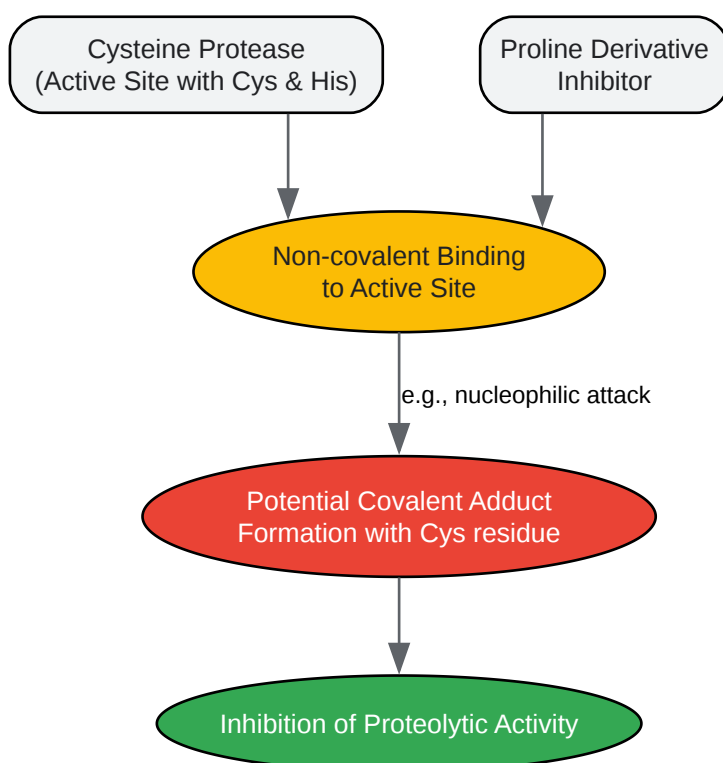 Cysteine Protease
(Active Site with Cys & His)
Proline Derivative
Inhibitor
Non-covalent Binding
to Active Site
e.g., nucleophilic attack
Potential Covalent Adduct
Formation with Cys residue
Inhibition of Proteolytic Activity